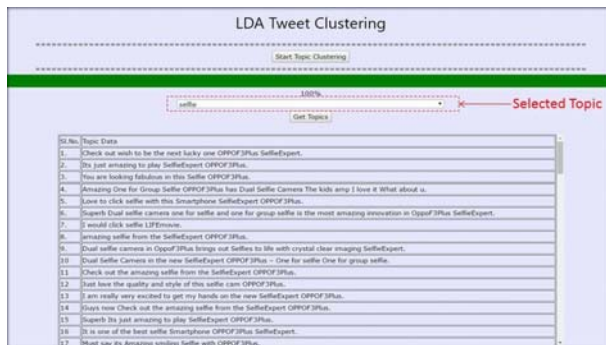 LDA Tweet Clustering
Start Topic Clustering
100%
selfie
Selected Topic
Get Topics
Sl.No. Topic Data
1. Check out wish to be the next lucky one OPPOF3Plus SelfieExpert.
2. Its just amazing to play SelfieExpert OPPOF3Plus.
3. You are looking fabulous in this Selfie OPPOF3Plus.
4. Amazing One for Group Selfie OPPOF3Plus has Dual Selfie Camera The kids amp I love it What about u.
5. Love to click selfie with this Smartphone SelfieExpert OPPOF3Plus.
6. Superb Dual selfie camera one for selfie and one for group selfie is the most amazing innovation in OppoF3Plus SelfieExpert.
7. I would click selfie LIFEmovie.
8. amazing selfie from the SelfieExpert OPPOF3Plus.
9. Dual selfie camera in OppoF3Plus brings out Selfies to life with crystal clear imaging SelfieExpert.
10 Dual Selfie Camera in the new SelfieExpert OPPOF3Plus – One for selfie One for group selfie.
11 Check out the amazing selfie from the SelfieExpert OPPOF3Plus.
12 Just love the quality and style of this selfie cam OPPOF3Plus.
13 I am really very excited to get my hands on the new SelfieExpert OPPOF3Plus.
14 Guys now Check out the amazing selfie from the SelfieExpert OPPOF3Plus.
15 Superb Its just amazing to play SelfieExpert OPPOF3Plus.
16 It is one of the best selfie Smartphone OPPOF3Plus SelfieExpert.
17 Must say its Amazing smiling Selfie with OPPOF3Plus.